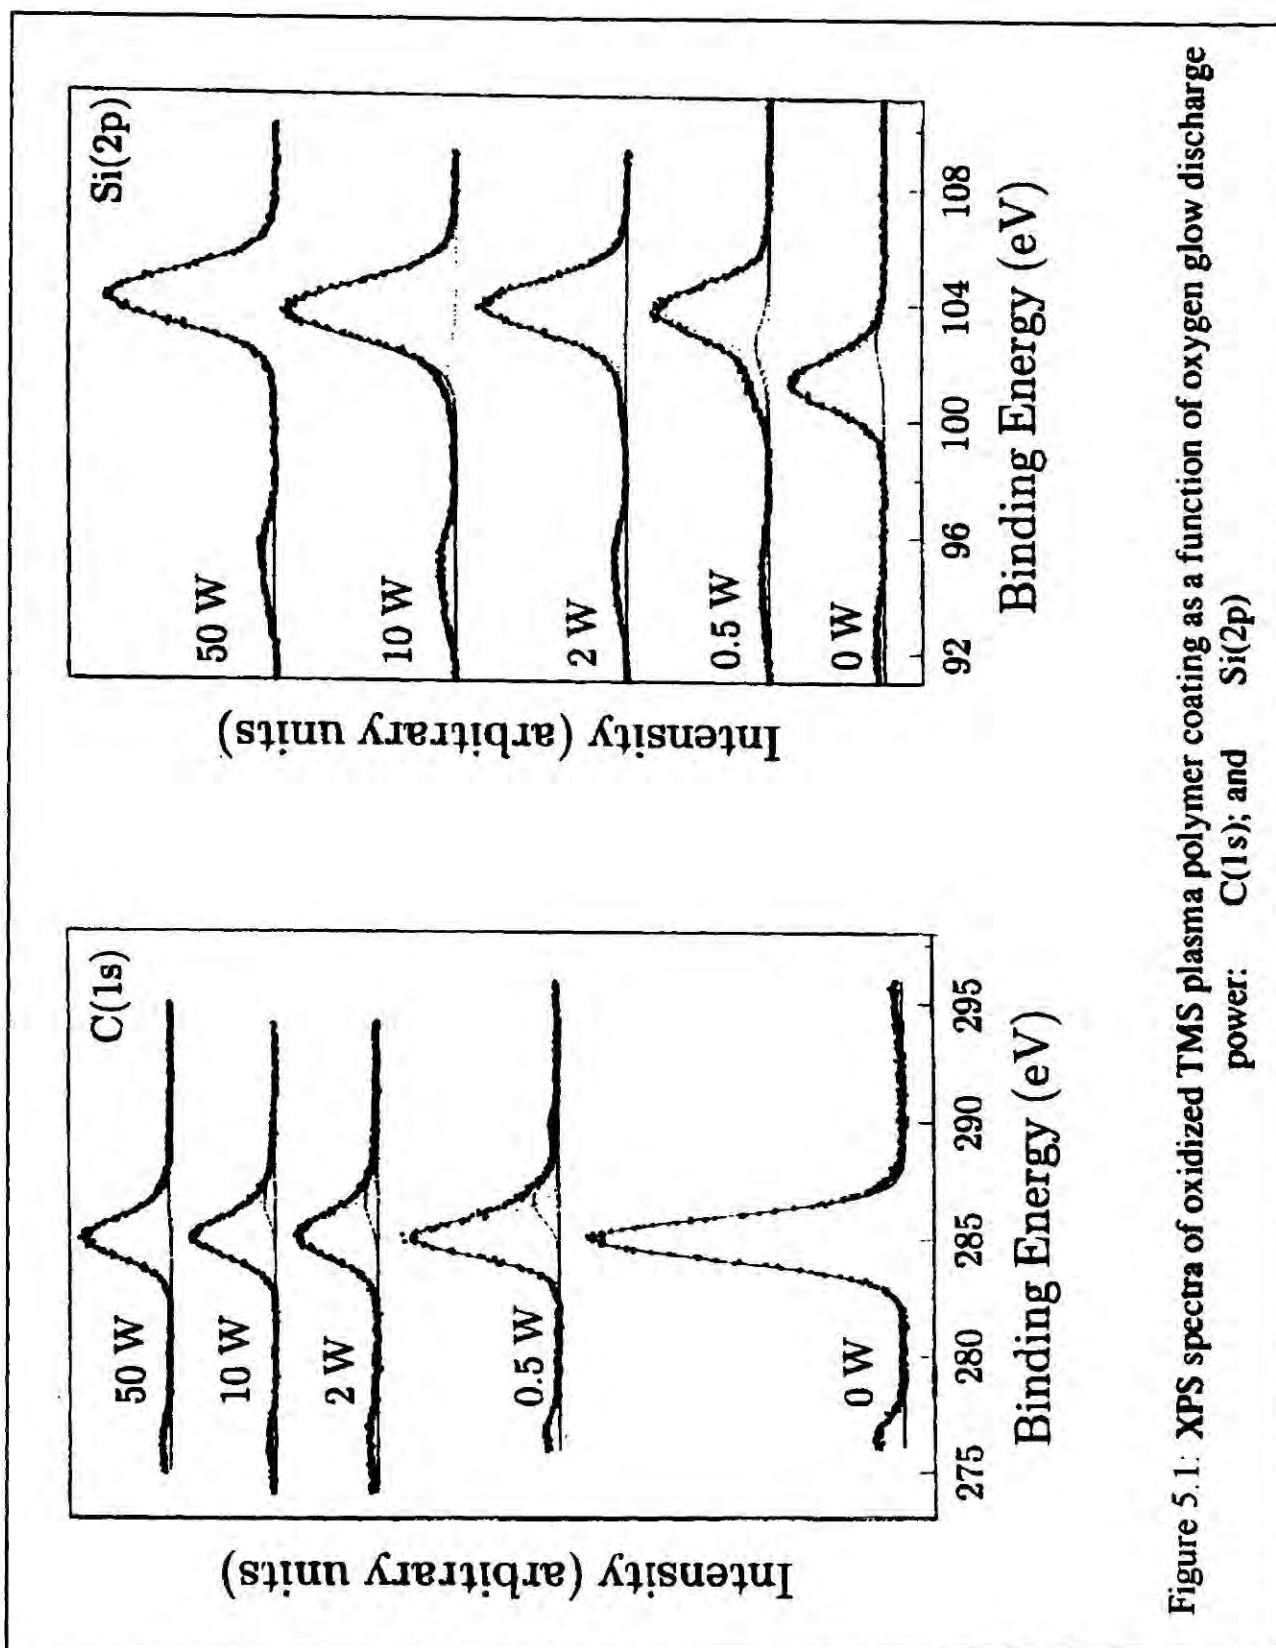 C(1s)
50 W
10 W
2 W
0.5 W
0 W
275 280 285 290 295
Binding Energy (eV)
Intensity (arbitrary units)
Si(2p)
50 W
10 W
2 W
0.5 W
0 W
92 96 100 104 108
Binding Energy (eV)
Intensity (arbitrary units)
Figure 5.1: XPS spectra of oxidized TMS plasma polymer coating as a function of oxygen glow discharge
power: C(1s); and Si(2p)